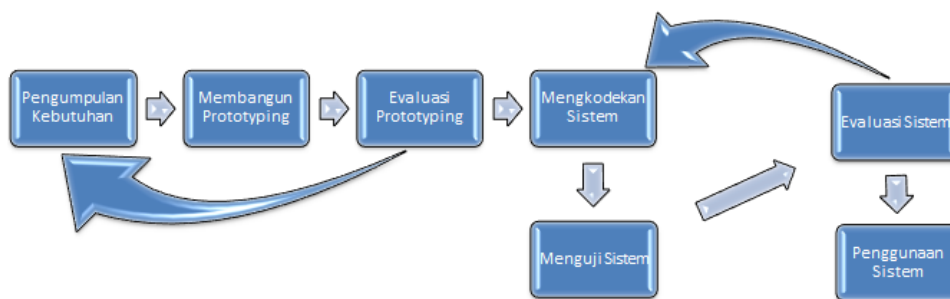 Pengumpulan
Kebutuhan
Membangun
Prototyping
Evaluasi
Prototyping
Mengkodekan
Sistem
Evaluasi Sistem
Menguji Sistem
Penggunaan
Sistem